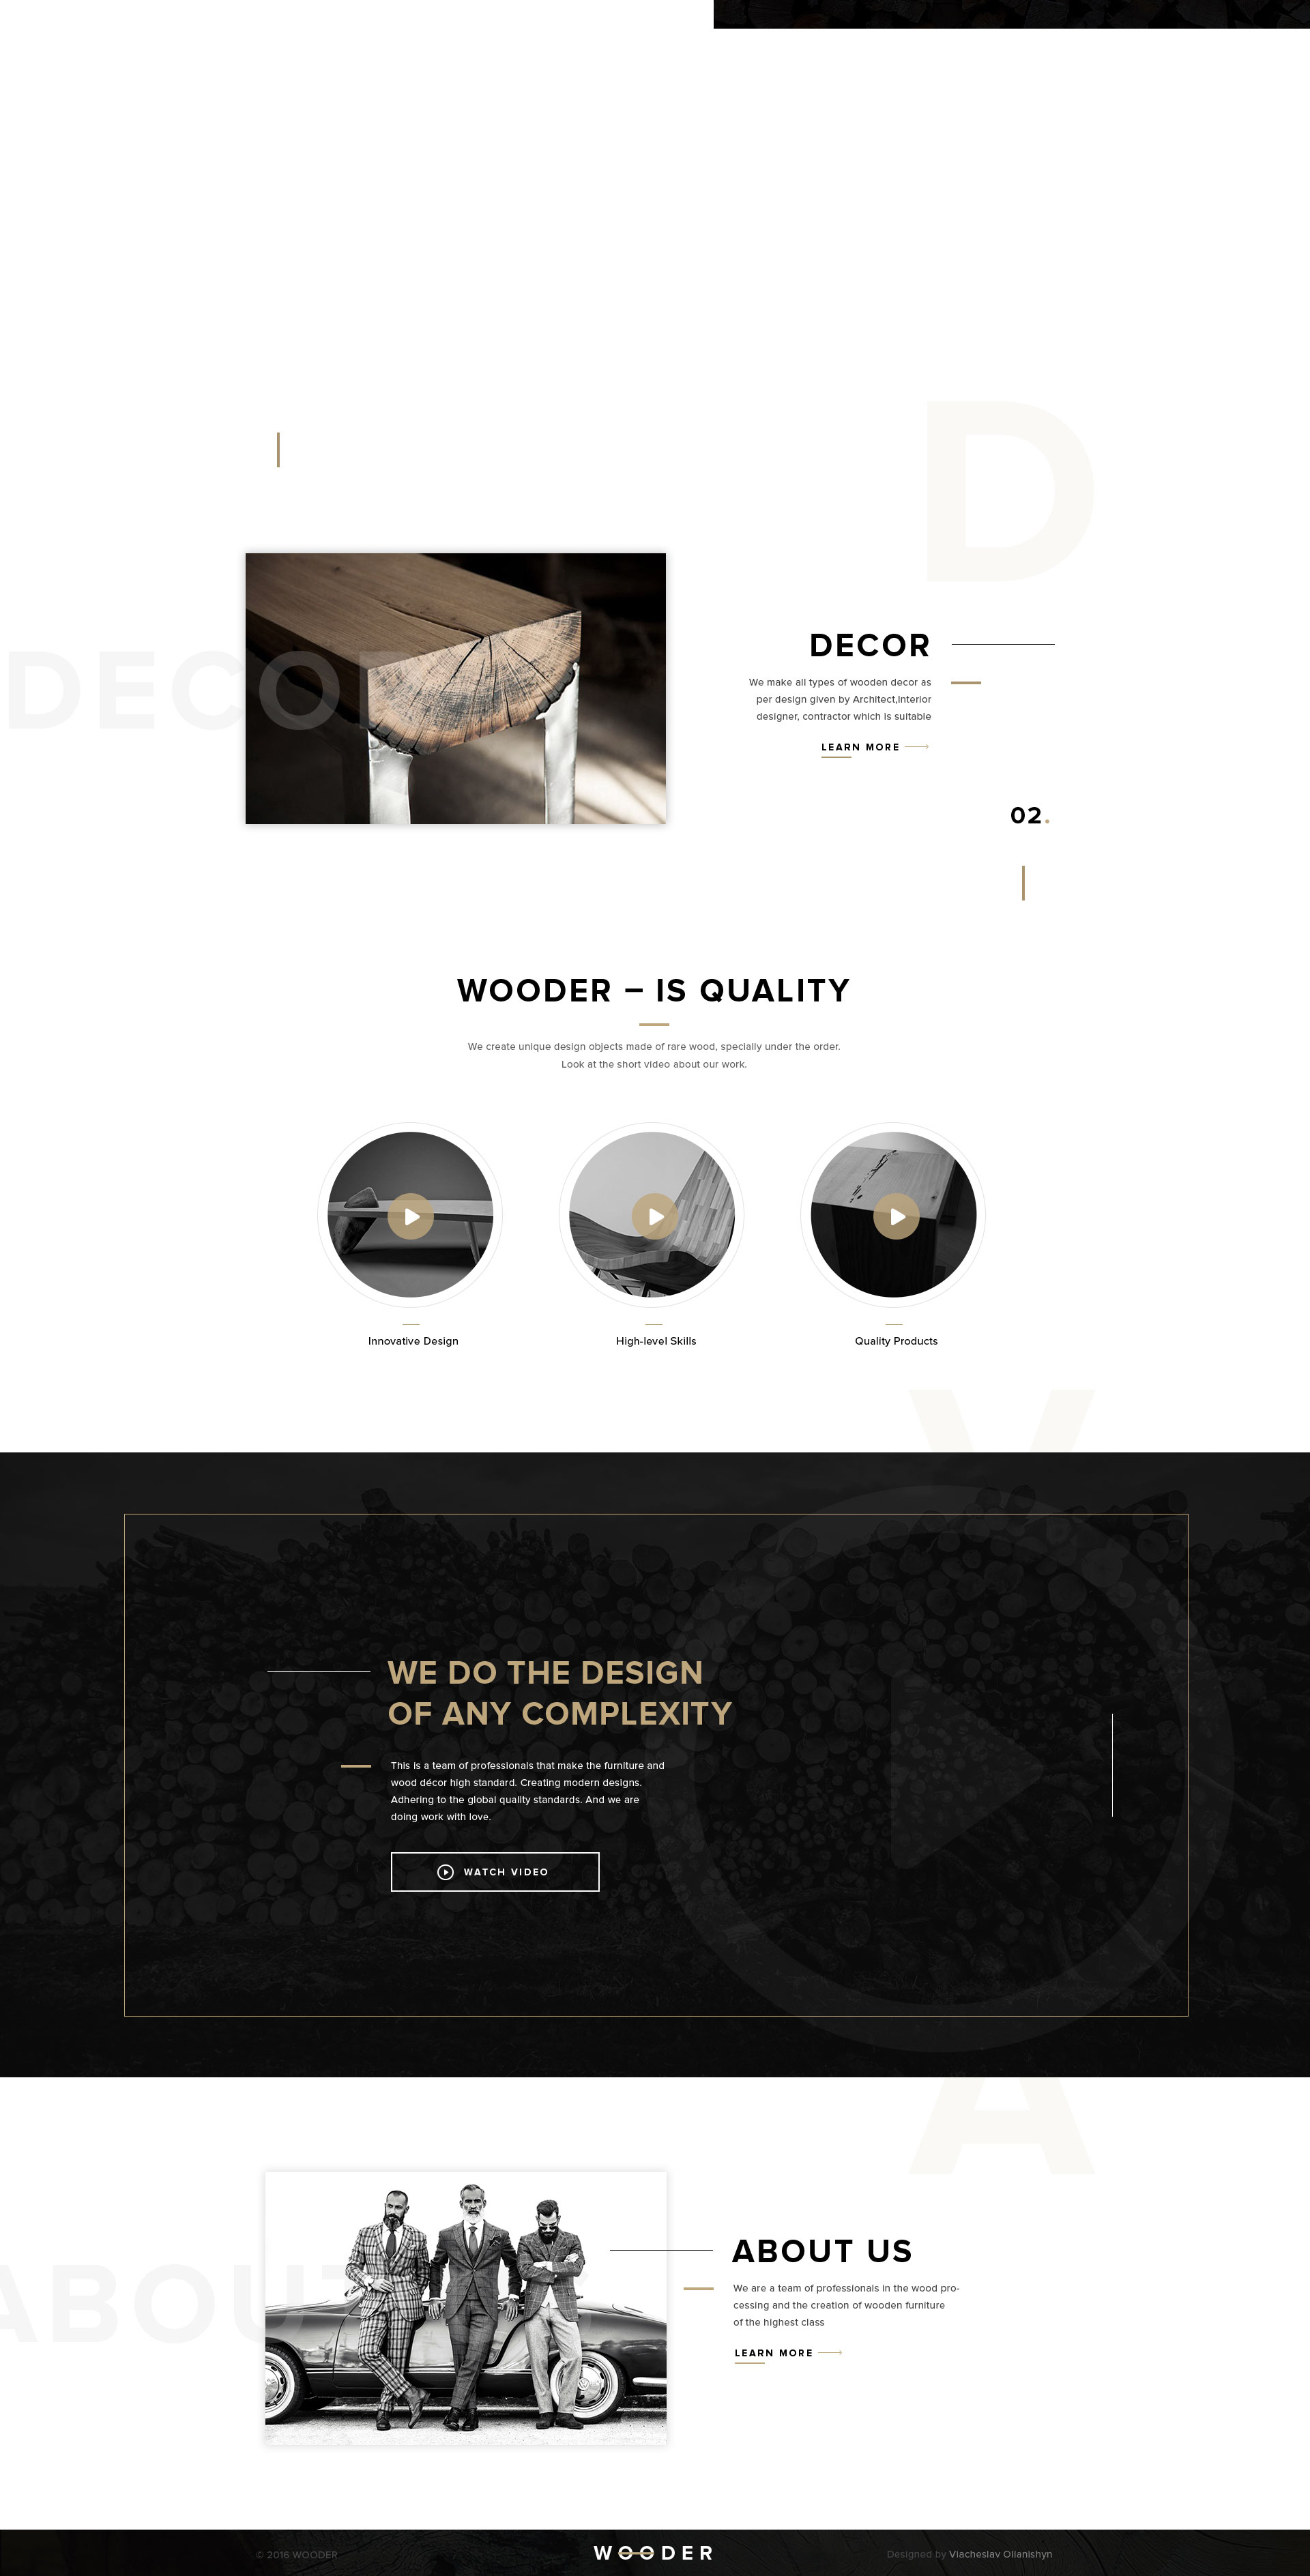 D
DECOR
DECOR
We make all types of wooden decor as
per design given by Architect,Interior
designer, contractor which is suitable
LEARN MORE
02.
WOODER – IS QUALITY
We create unique design objects made of rare wood, specially under the order.
Look at the short video about our work.
Innovative Design
High-level Skills
Quality Products
V
WE DO THE DESIGN
OF ANY COMPLEXITY
This is a team of professionals that make the furniture and
wood décor high standard. Creating modern designs.
Adhering to the global quality standards. And we are
doing work with love.
WATCH VIDEO
A
ABOUT
ABOUT US
We are a team of professionals in the wood pro-
cessing and the creation of wooden furniture
of the highest class
LEARN MORE
© 2016 WOODER
WOODER
Designed by Viacheslav Olianishyn